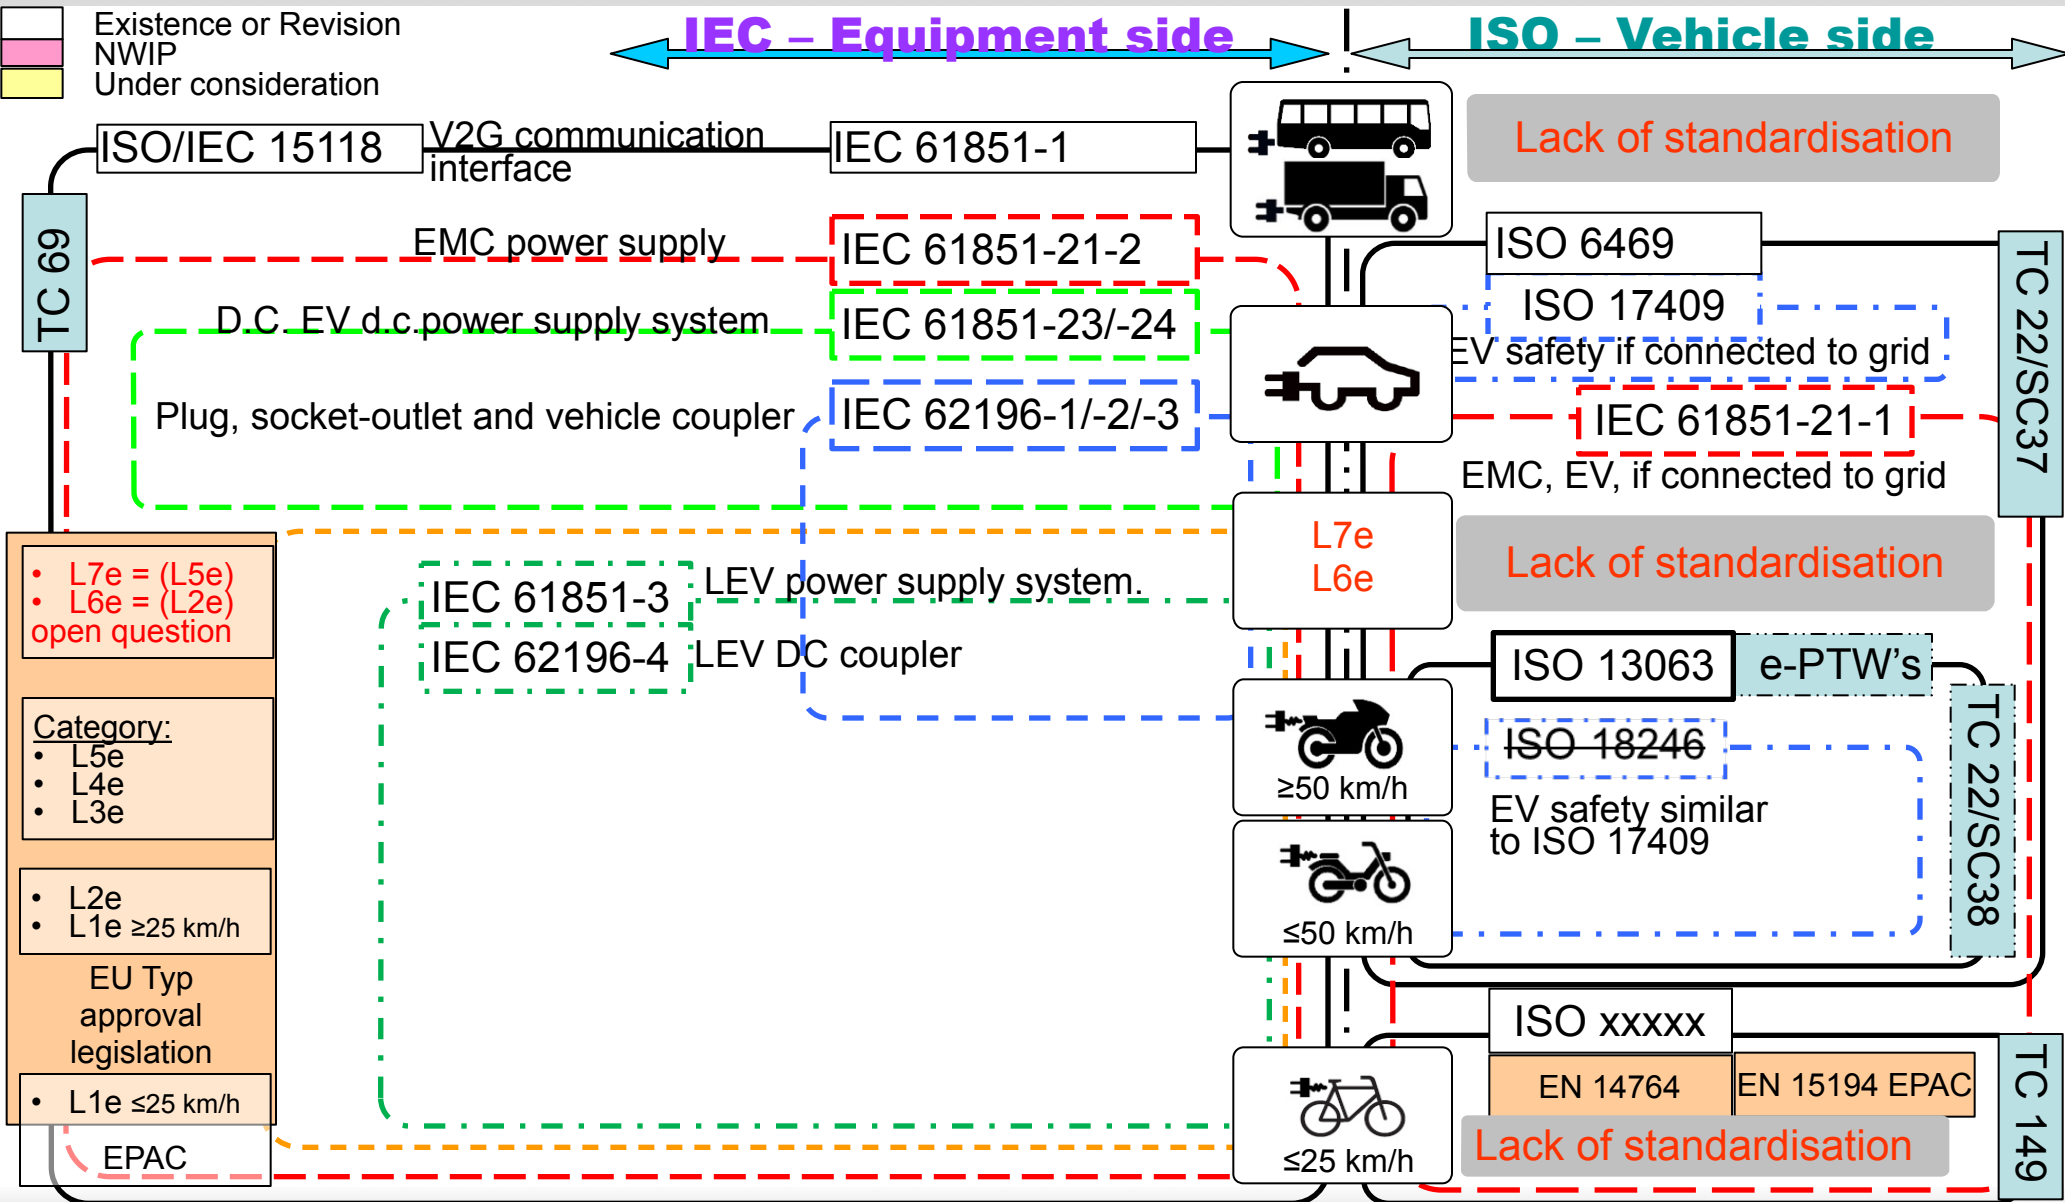 Existence or Revision
NWIP
Under consideration
IEC – Equipment side
ISO – Vehicle side
ISO/IEC 15118
V2G communication
interface
IEC 61851-1
Lack of standardisation
TC 69
EMC power supply
IEC 61851-21-2
ISO 6469
ISO 17409
D.C. EV d.c.power supply system
IEC 61851-23/-24
EV safety if connected to grid
TC 22/SC37
Plug, socket-outlet and vehicle coupler
IEC 62196-1/-2/-3
IEC 61851-21-1
EMC, EV, if connected to grid
L7e
L6e
Lack of standardisation
• L7e = (L5e)
• L6e = (L2e)
open question
IEC 61851-3
LEV power supply system.
IEC 62196-4
LEV DC coupler
ISO 13063
e-PTW’s
TC 22/SC38
Category:
• L5e
• L4e
• L3e
≥50 km/h
ISO 18246
EV safety similar
to ISO 17409
• L2e
• L1e ≥25 km/h
≤50 km/h
EU Typ
approval
legislation
• L1e ≤25 km/h
EPAC
ISO xxxxx
EN 14764
EN 15194 EPAC
Lack of standardisation
≤25 km/h
TC 149